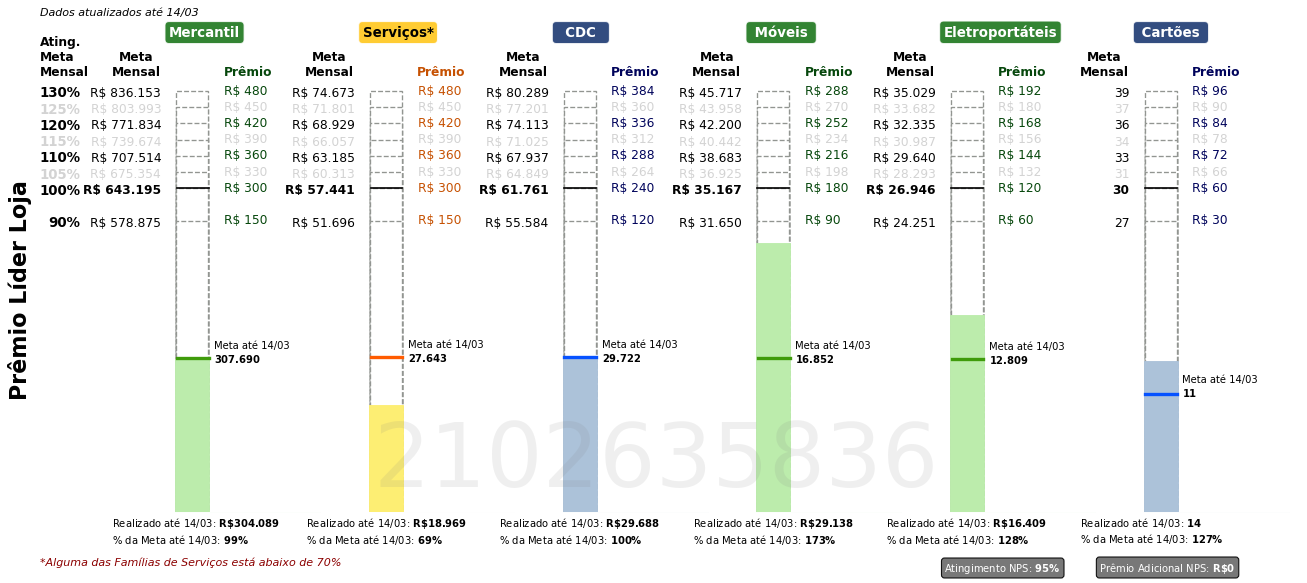 Dados atualizados até 14/03
Mercantil Serviços* CDC Móveis Eletroportáteis Cartões
Ating.
Meta Meta Meta Meta Meta Meta Meta
Mensal Mensal Prêmio Mensal Prêmio Mensal Prêmio Mensal Prêmio Mensal Prêmio Mensal Prêmio
130% R$ 836.153 R$ 480 R$ 74.673 R$ 480 R$ 80.289 R$ 384 R$ 45.717 R$ 288 R$ 35.029 R$ 192 39 R$ 96
125% R$ 803.993 R$ 450 R$ 71.801 R$ 450 R$ 77.201 R$ 360 R$ 43.958 R$ 270 R$ 33.682 R$ 180 37 R$ 90
120% R$ 771.834 R$ 420 R$ 68.929 R$ 420 R$ 74.113 R$ 336 R$ 42.200 R$ 252 R$ 32.335 R$ 168 36 R$ 84
115% R$ 739.674 R$ 390 R$ 66.057 R$ 390 R$ 71.025 R$ 312 R$ 40.442 R$ 234 R$ 30.987 R$ 156 34 R$ 78
110% R$ 707.514 R$ 360 R$ 63.185 R$ 360 R$ 67.937 R$ 288 R$ 38.683 R$ 216 R$ 29.640 R$ 144 33 R$ 72
105% R$ 675.354 R$ 330 R$ 60.313 R$ 330 R$ 64.849 R$ 264 R$ 36.925 R$ 198 R$ 28.293 R$ 132 31 R$ 66
100% R$ 643.195 R$ 300 R$ 57.441 R$ 300 R$ 61.761 R$ 240 R$ 35.167 R$ 180 R$ 26.946 R$ 120 30 R$ 60
90% R$ 578.875 R$ 150 R$ 51.696 R$ 150 R$ 55.584 R$ 120 R$ 31.650 R$ 90 R$ 24.251 R$ 60 27 R$ 30
Prêmio Líder Loja
Meta até 14/03 Meta até 14/03 Meta até 14/03 Meta até 14/03 Meta até 14/03
307.690 27.643 29.722 16.852 12.809
Meta até 14/03
11
2102635836
Realizado até 14/03: R$304.089 Realizado até 14/03: R$18.969 Realizado até 14/03: R$29.688 Realizado até 14/03: R$29.138 Realizado até 14/03: R$16.409 Realizado até 14/03: 14
% da Meta até 14/03: 99% % da Meta até 14/03: 69% % da Meta até 14/03: 100% % da Meta até 14/03: 173% % da Meta até 14/03: 128% % da Meta até 14/03: 127%
*Alguma das Famílias de Serviços está abaixo de 70% Atingimento NPS: 95% Prêmio Adicional NPS: R$0